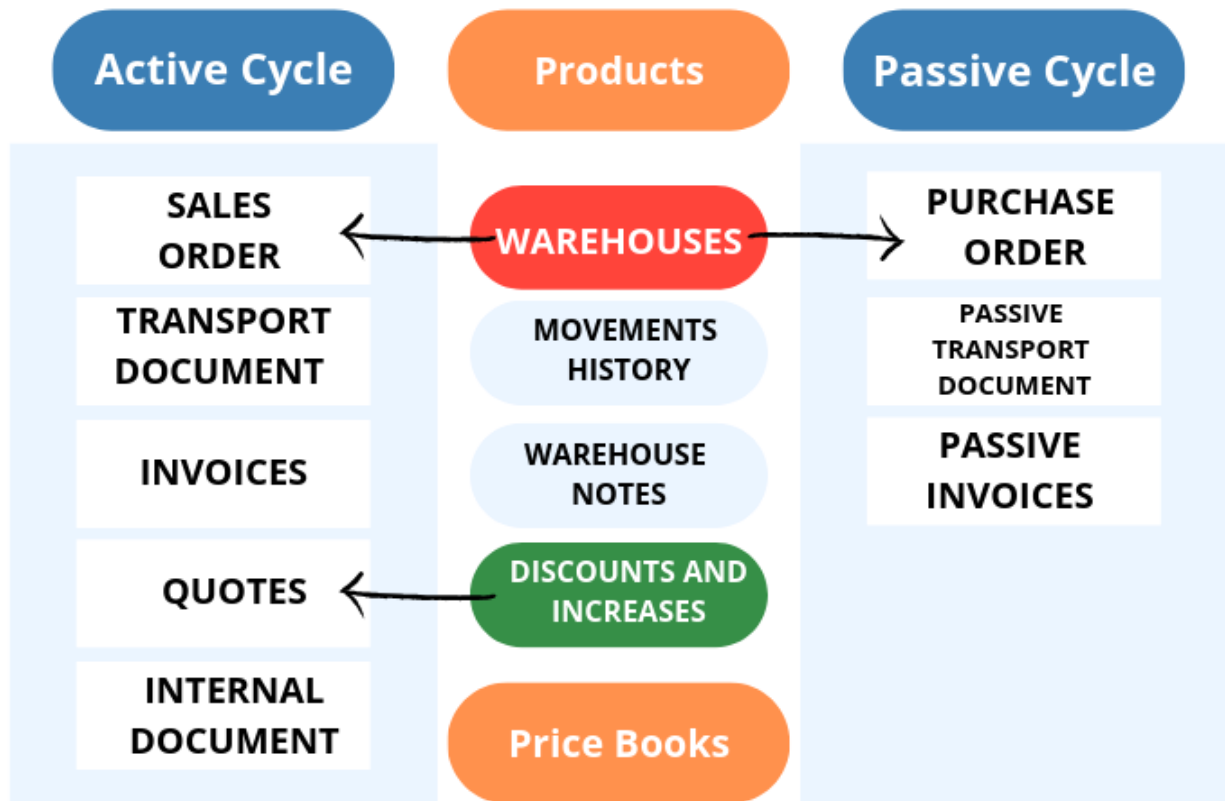 Active Cycle
Products
Passive Cycle
SALES
ORDER
WAREHOUSES
PURCHASE
ORDER
TRANSPORT
DOCUMENT
MOVEMENTS
HISTORY
PASSIVE
TRANSPORT
DOCUMENT
INVOICES
WAREHOUSE
NOTES
PASSIVE
INVOICES
QUOTES
DISCOUNTS AND
INCREASES
INTERNAL
DOCUMENT
Price Books